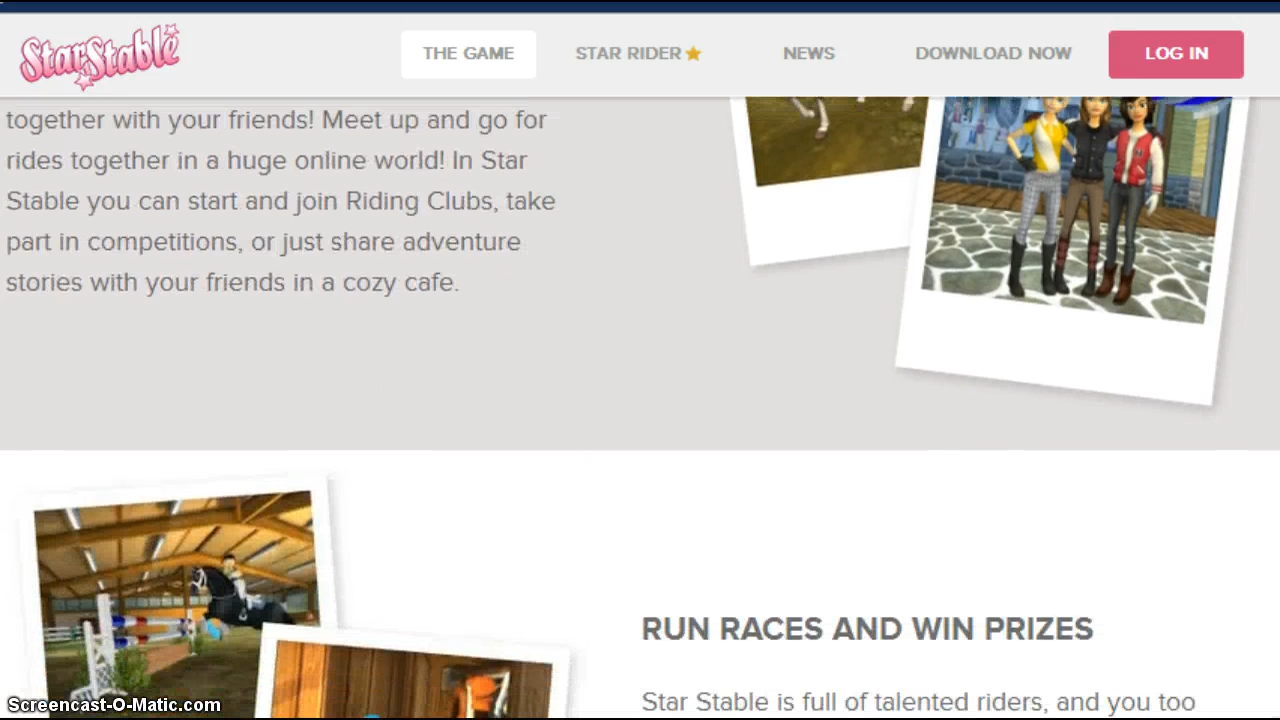 Star Stable
THE GAME
STAR RIDER
NEWS
DOWNLOAD NOW
LOG IN
together with your friends! Meet up and go for
rides together in a huge online world! In Star
Stable you can start and join Riding Clubs, take
part in competitions, or just share adventure
stories with your friends in a cozy cafe.
RUN RACES AND WIN PRIZES
Star Stable is full of talented riders, and you too
Screencast-O-Matic.com